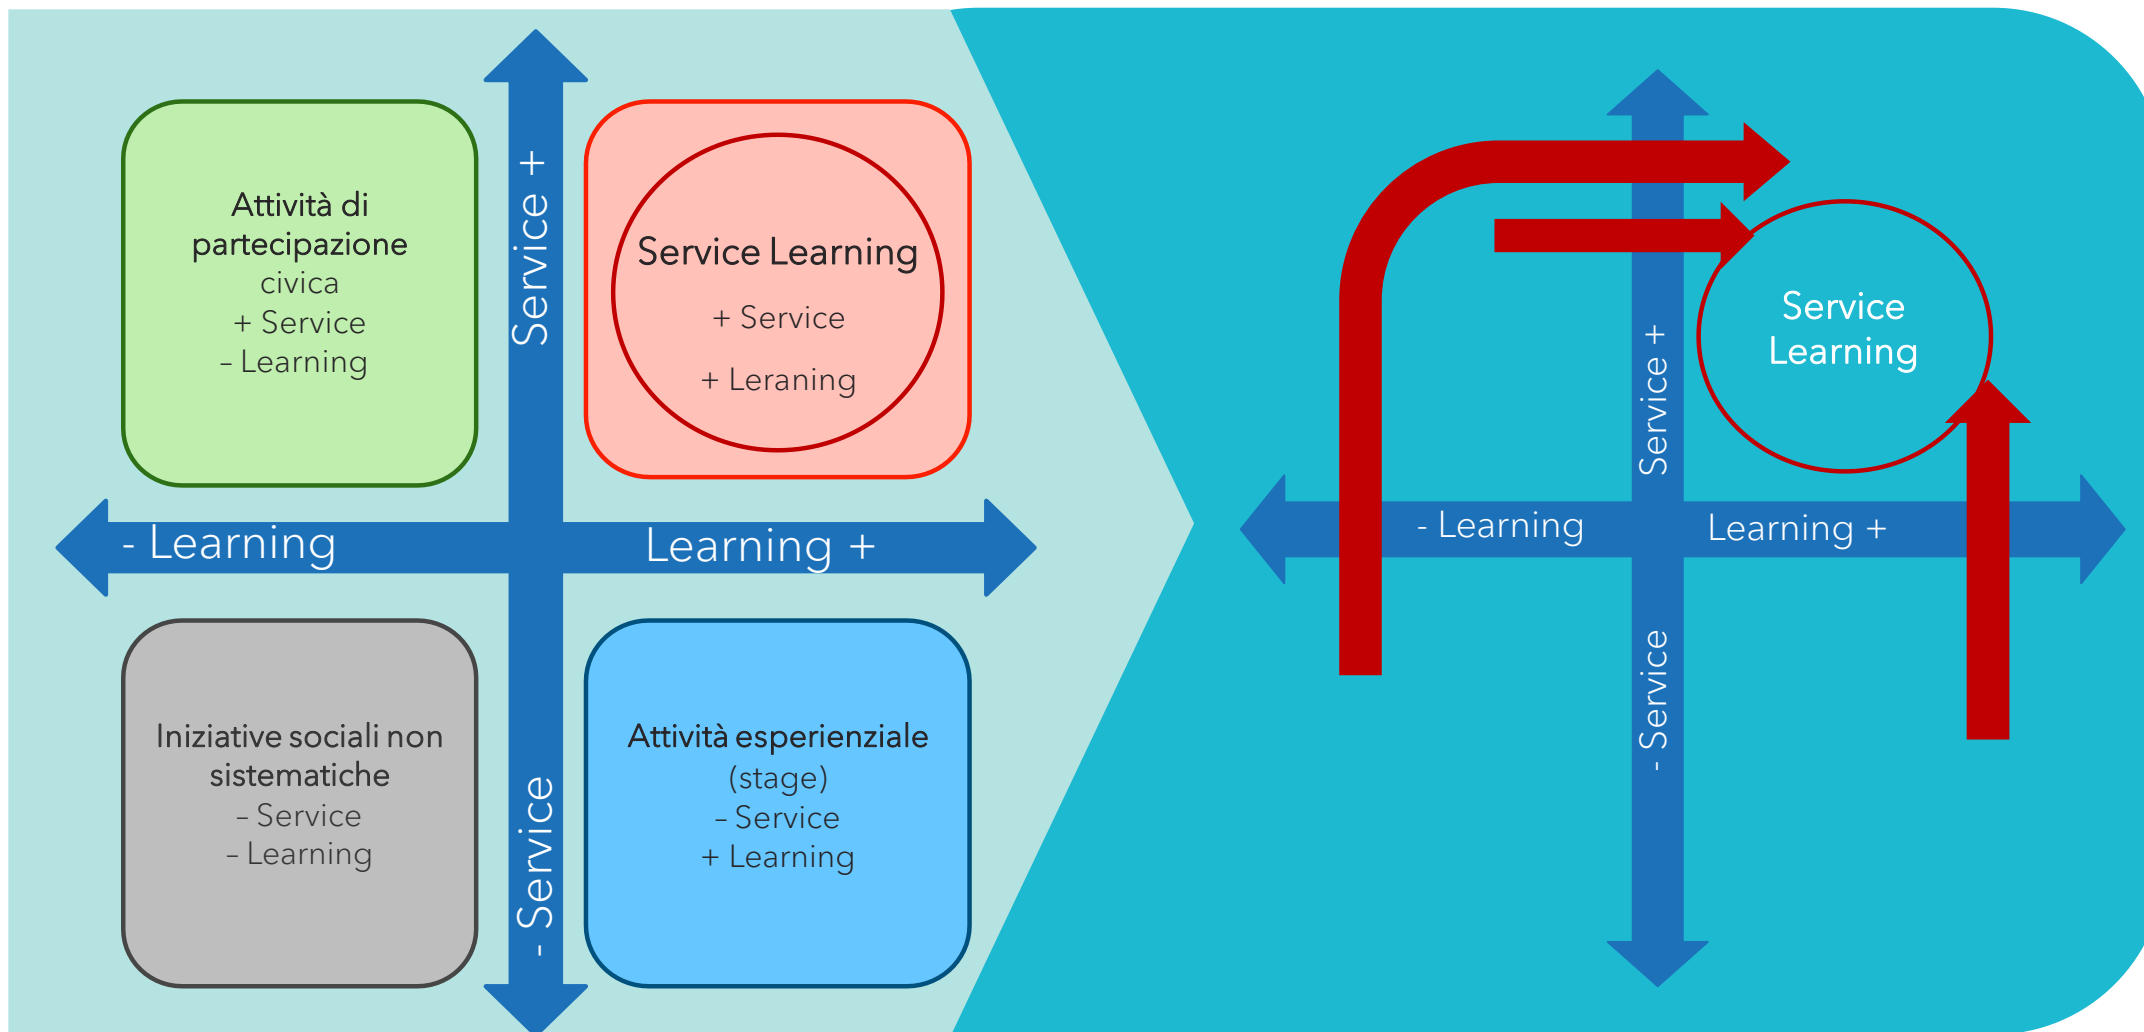 Attività di
partecipazione
civica
+ Service
– Learning
Service +
Service Learning
+ Service
+ Leraning
- Learning
Learning +
Iniziative sociali non
sistematiche
– Service
– Learning
- Service
Attività esperienziale
(stage)
– Service
+ Learning
Service
Learning
Service +
- Learning
Learning +
- Service